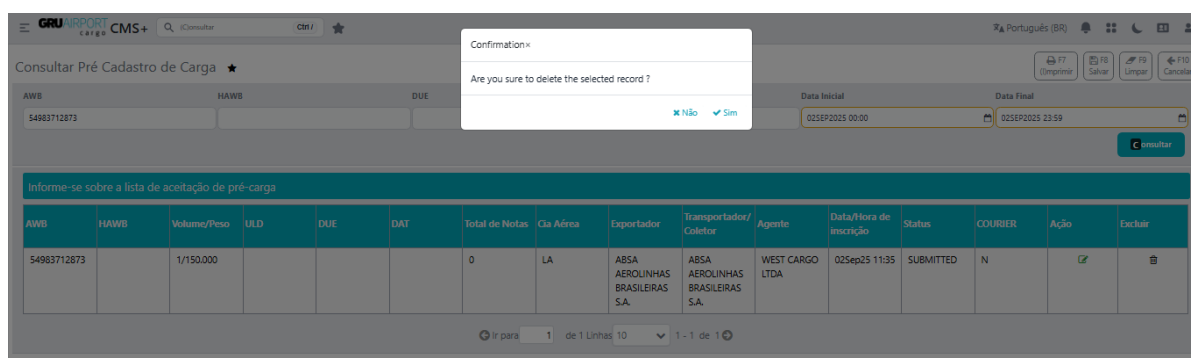 GRUAIRPORT cargo CMS+ (C)onsultar Ctrl / Português (BR)
Confirmation×
Are you sure to delete the selected record ?
Não Sim
Consultar Pré Cadastro de Carga
F7 (I)mprimir F8 Salvar F9 Limpar F10 Cancelar
AWB HAWB DUE Data Inicial Data Final
54983712873 02SEP2025 00:00 02SEP2025 23:59
Consultar
Informe-se sobre a lista de aceitação de pré-carga
AWB HAWB Volume/Peso ULD DUE DAT Total de Notas Cia Aérea Exportador Transportador/ Coletor Agente Data/Hora de inscrição Status COURIER Ação Excluir
54983712873 1/150.000 0 LA ABSA AEROLINHAS BRASILEIRAS S.A. ABSA AEROLINHAS BRASILEIRAS S.A. WEST CARGO LTDA 02Sep25 11:35 SUBMITTED N
Ir para 1 de 1 Linhas 10 1 - 1 de 1